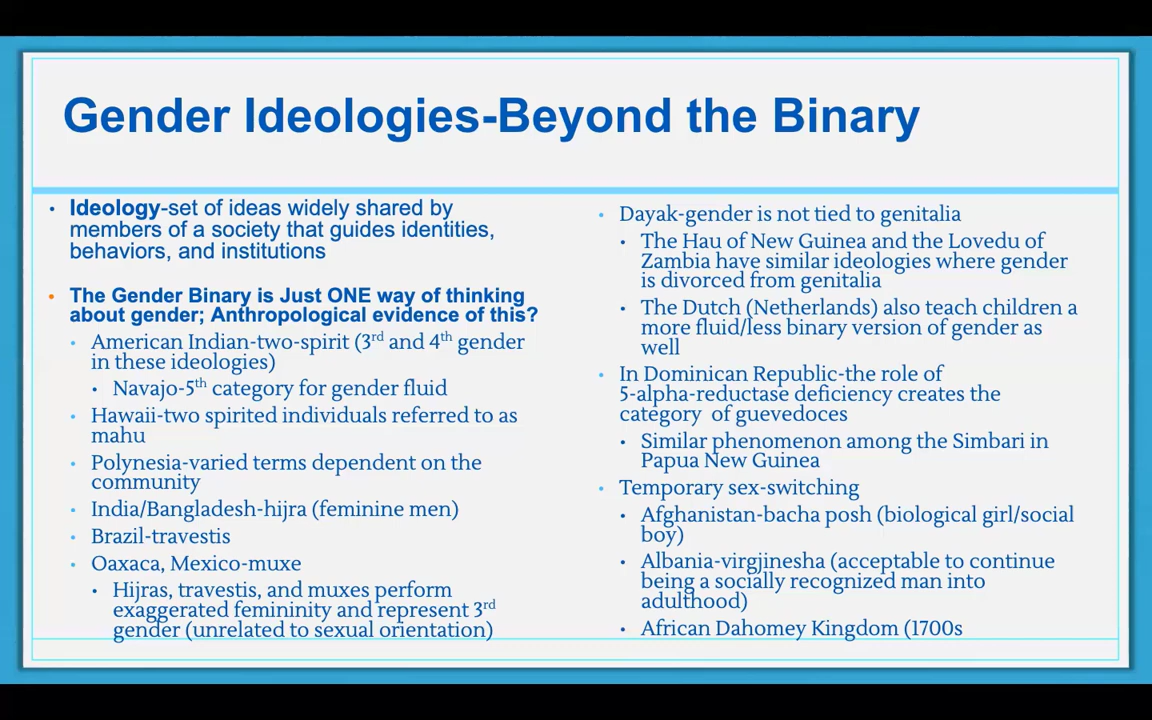 Gender Ideologies-Beyond the Binary
• Ideology-set of ideas widely shared by
members of a society that guides identities,
behaviors, and institutions
• The Gender Binary is Just ONE way of thinking
about gender; Anthropological evidence of this?
• American Indian-two-spirit (3rd and 4th gender
in these ideologies)
• Navajo-5th category for gender fluid
• Hawaii-two spirited individuals referred to as
mahu
• Polynesia-varied terms dependent on the
community
• India/Bangladesh-hijra (feminine men)
• Brazil-travestis
• Oaxaca, Mexico-muxe
• Hijras, travestis, and muxes perform
exaggerated femininity and represent 3rd
gender (unrelated to sexual orientation)
• Dayak-gender is not tied to genitalia
• The Hau of New Guinea and the Lovedu of
Zambia have similar ideologies where gender
is divorced from genitalia
• The Dutch (Netherlands) also teach children a
more fluid/less binary version of gender as
well
• In Dominican Republic-the role of
5-alpha-reductase deficiency creates the
category of guevedoces
• Similar phenomenon among the Simbari in
Papua New Guinea
• Temporary sex-switching
• Afghanistan-bacha posh (biological girl/social
boy)
• Albania-virgjinesha (acceptable to continue
being a socially recognized man into
adulthood)
• African Dahomey Kingdom (1700s